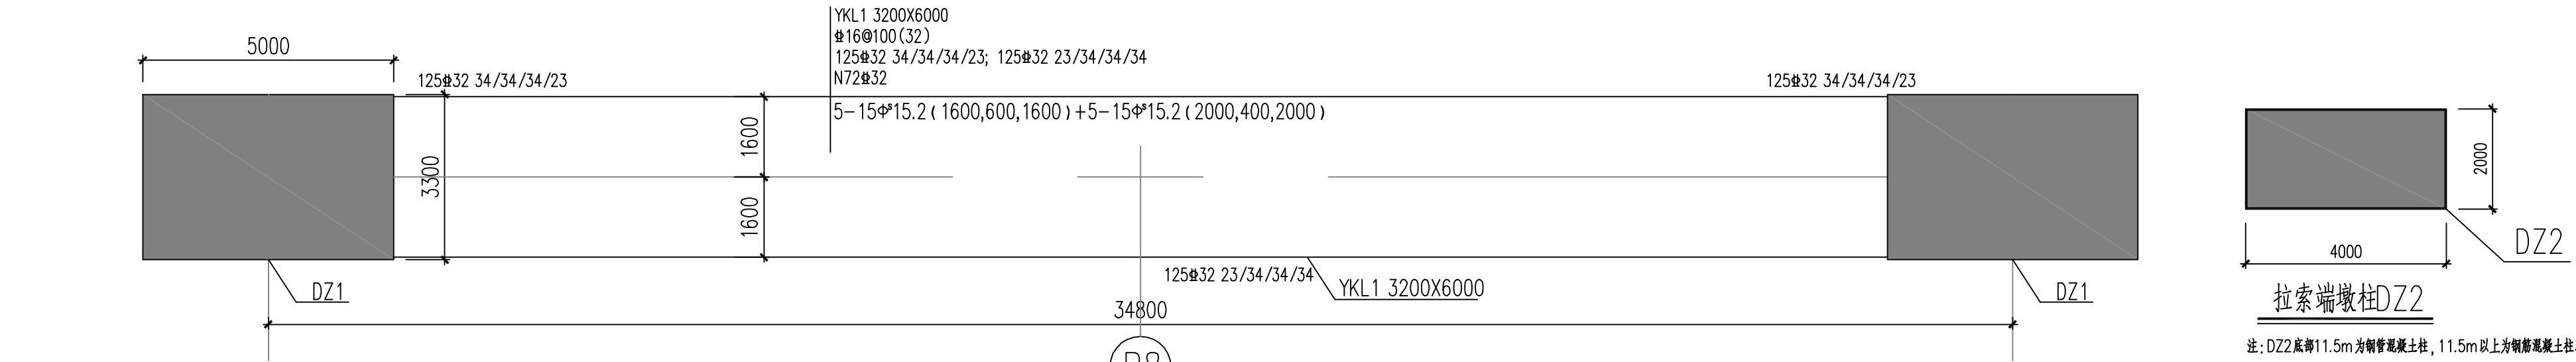 YKL1 3200X6000
⌀16@100(32)
125⌀32 34/34/34/23; 125⌀32 23/34/34/34
N72⌀32
5-15Φˢ15.2(1600,600,1600)+5-15Φˢ15.2(2000,400,2000)
5000
125⌀32 34/34/34/23
125⌀32 34/34/34/23
3300
1600
1600
2000
4000
DZ2
125⌀32 23/34/34/34
YKL1 3200X6000
DZ1
DZ1
34800
拉索端墩柱DZ2
注:DZ2底部11.5m为钢管混凝土柱,11.5m以上为钢筋混凝土柱